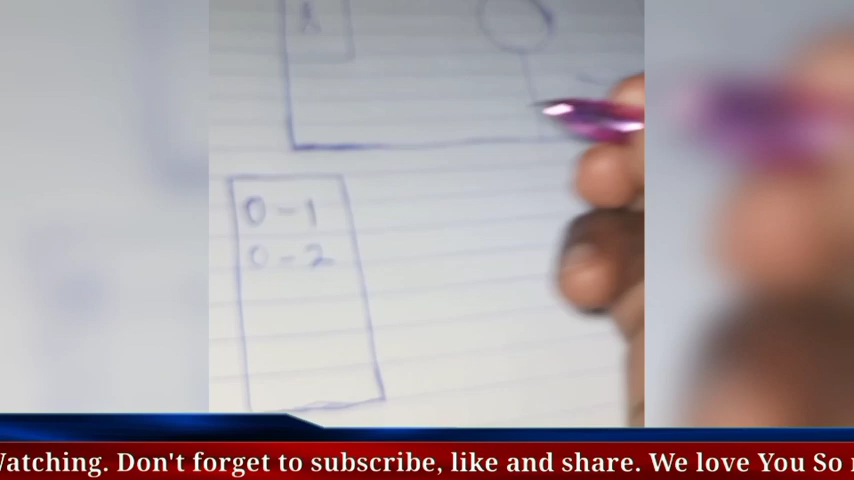 R
0 - 1
0 - 2
Watching. Don't forget to subscribe, like and share. We love You So